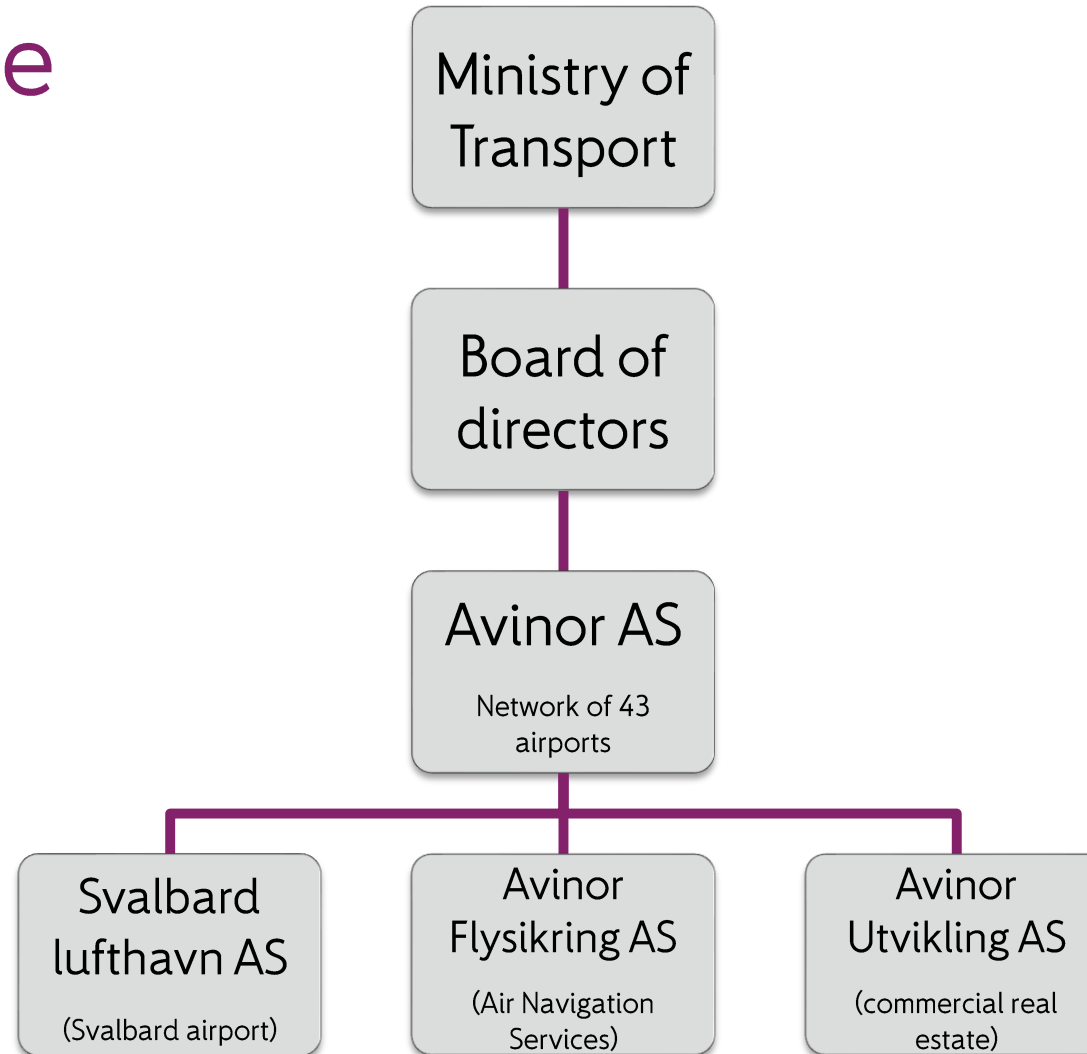 e
Ministry of
Transport
Board of
directors
Avinor AS
Network of 43
airports
Svalbard
lufthavn AS
(Svalbard airport)
Avinor
Flysikring AS
(Air Navigation
Services)
Avinor
Utvikling AS
(commercial real
estate)